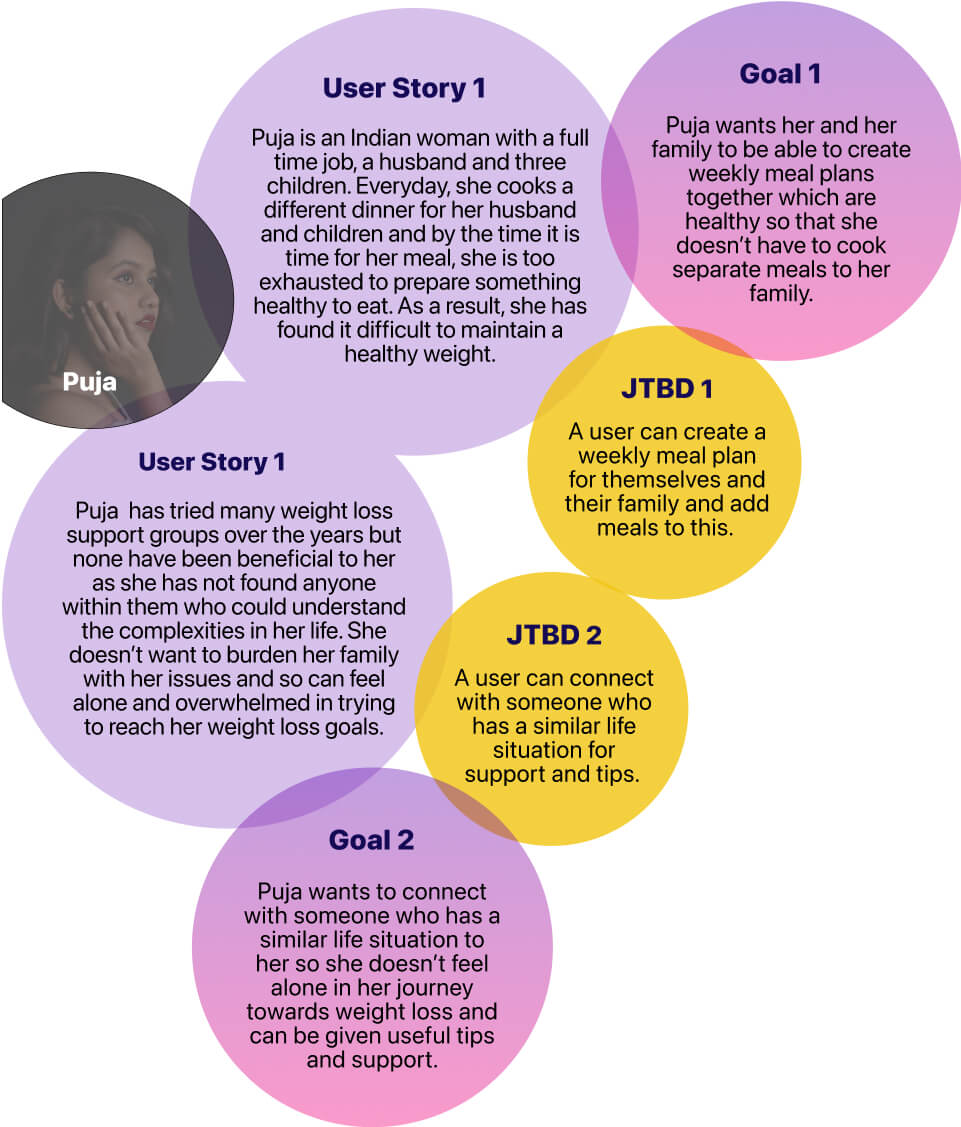 User Story 1
Puja is an Indian woman with a full
time job, a husband and three
children. Everyday, she cooks a
different dinner for her husband
and children and by the time it is
time for her meal, she is too
exhausted to prepare something
healthy to eat. As a result, she has
found it difficult to maintain a
healthy weight.
Goal 1
Puja wants her and her
family to be able to create
weekly meal plans
together which are
healthy so that she
doesn’t have to cook
separate meals to her
family.
Puja
JTBD 1
A user can create a
weekly meal plan
for themselves and
their family and add
meals to this.
User Story 1
Puja  has tried many weight loss
support groups over the years but
none have been beneficial to her
as she has not found anyone
within them who could understand
the complexities in her life. She
doesn’t want to burden her family
with her issues and so can feel
alone and overwhelmed in trying
to reach her weight loss goals.
JTBD 2
A user can connect
with someone who
has a similar life
situation for
support and tips.
Goal 2
Puja wants to connect
with someone who has a
similar life situation to
her so she doesn’t feel
alone in her journey
towards weight loss and
can be given useful tips
and support.